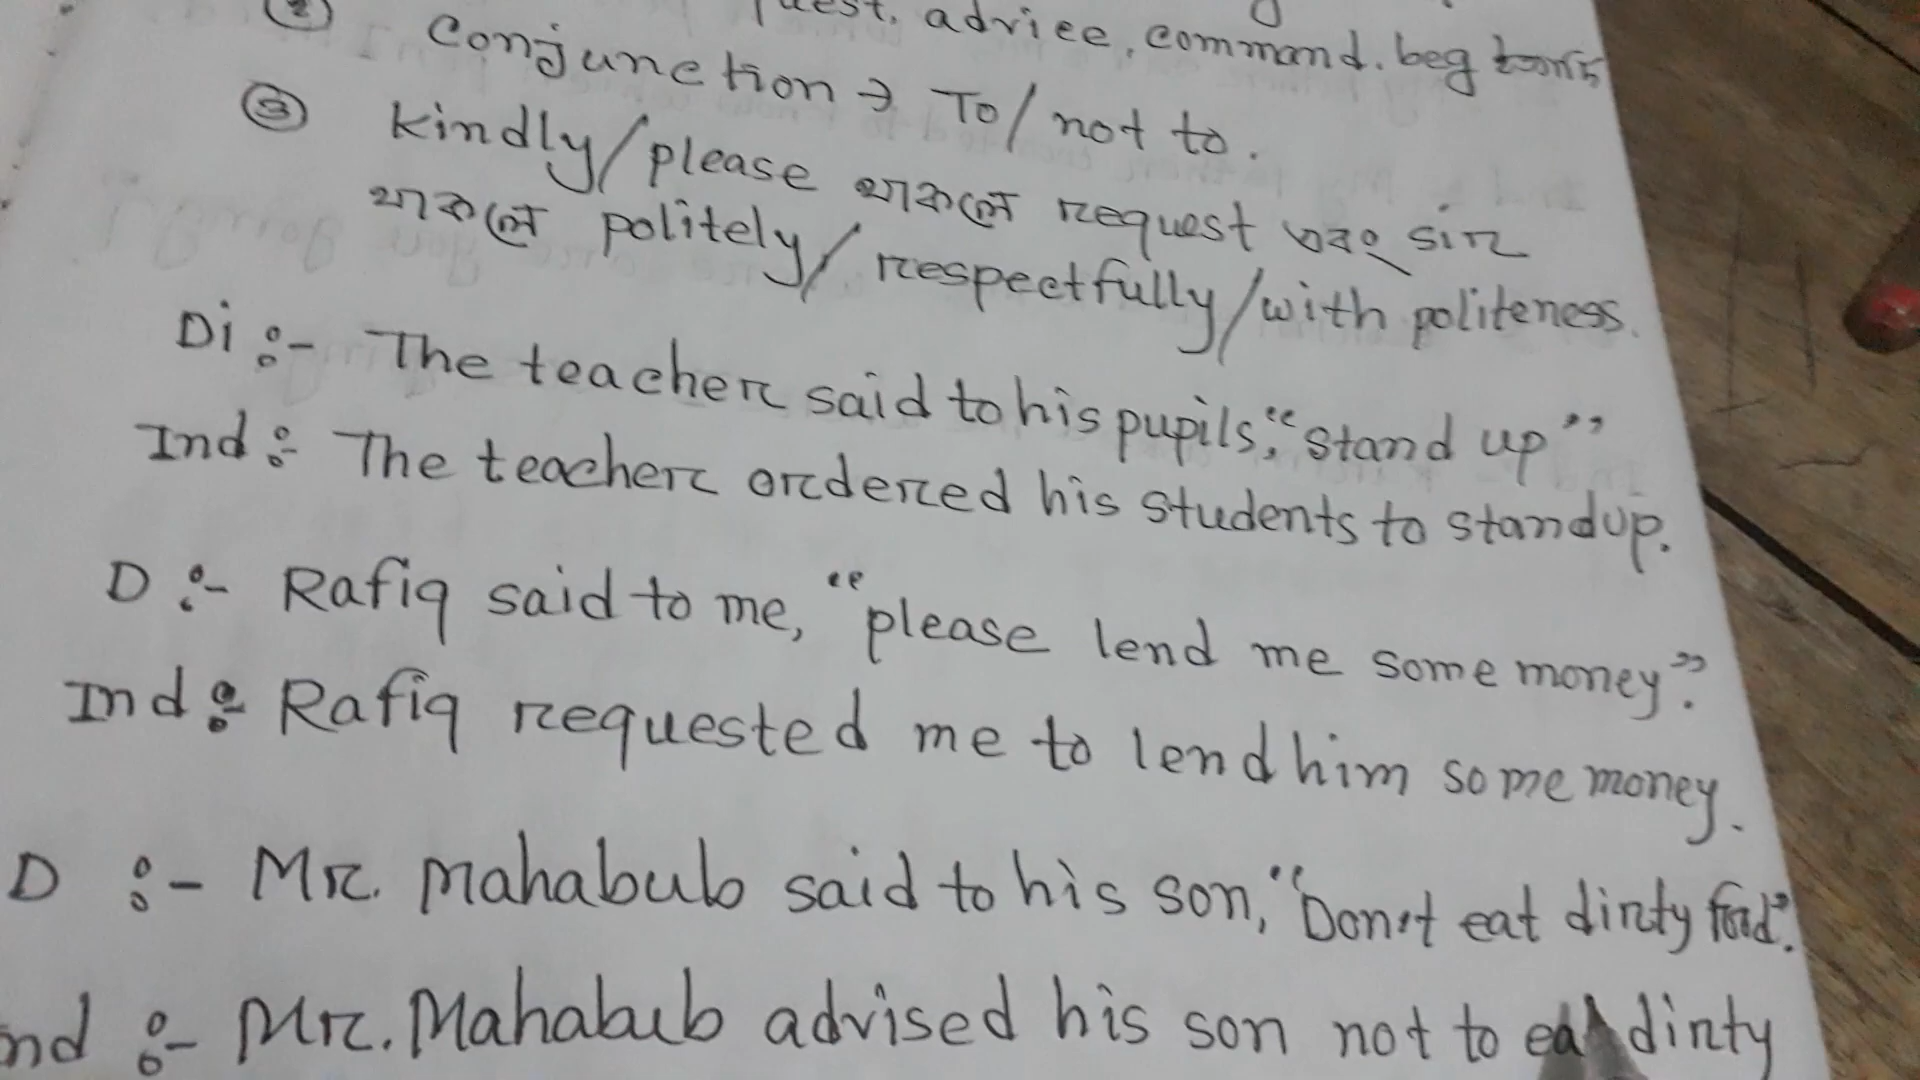 ② advice, command. beg
Conjunction → To/ not to.
③ kindly/please থাকলে request এবং sir
থাকলে politely/ respectfully/with politeness.
Di :- The teacher said to his pupils, "stand up"
Ind :- The teacher ordered his students to standup.
D :- Rafiq said to me, "please lend me some money".
Ind :- Rafiq requested me to lend him some money.
D :- Mr. Mahabub said to his son, "Don't eat dirty food".
nd :- Mr. Mahabub advised his son not to eat dirty